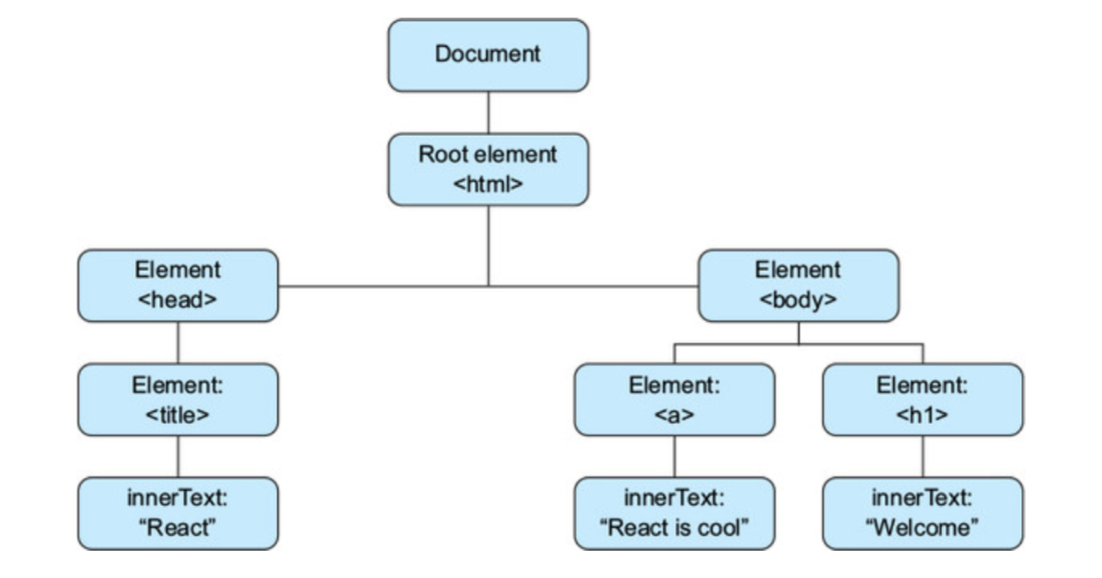 Document
Root element
<html>
Element
<head>
Element
<body>
Element:
<title>
Element:
<a>
Element:
<h1>
innerText:
“React”
innerText:
“React is cool”
innerText:
“Welcome”